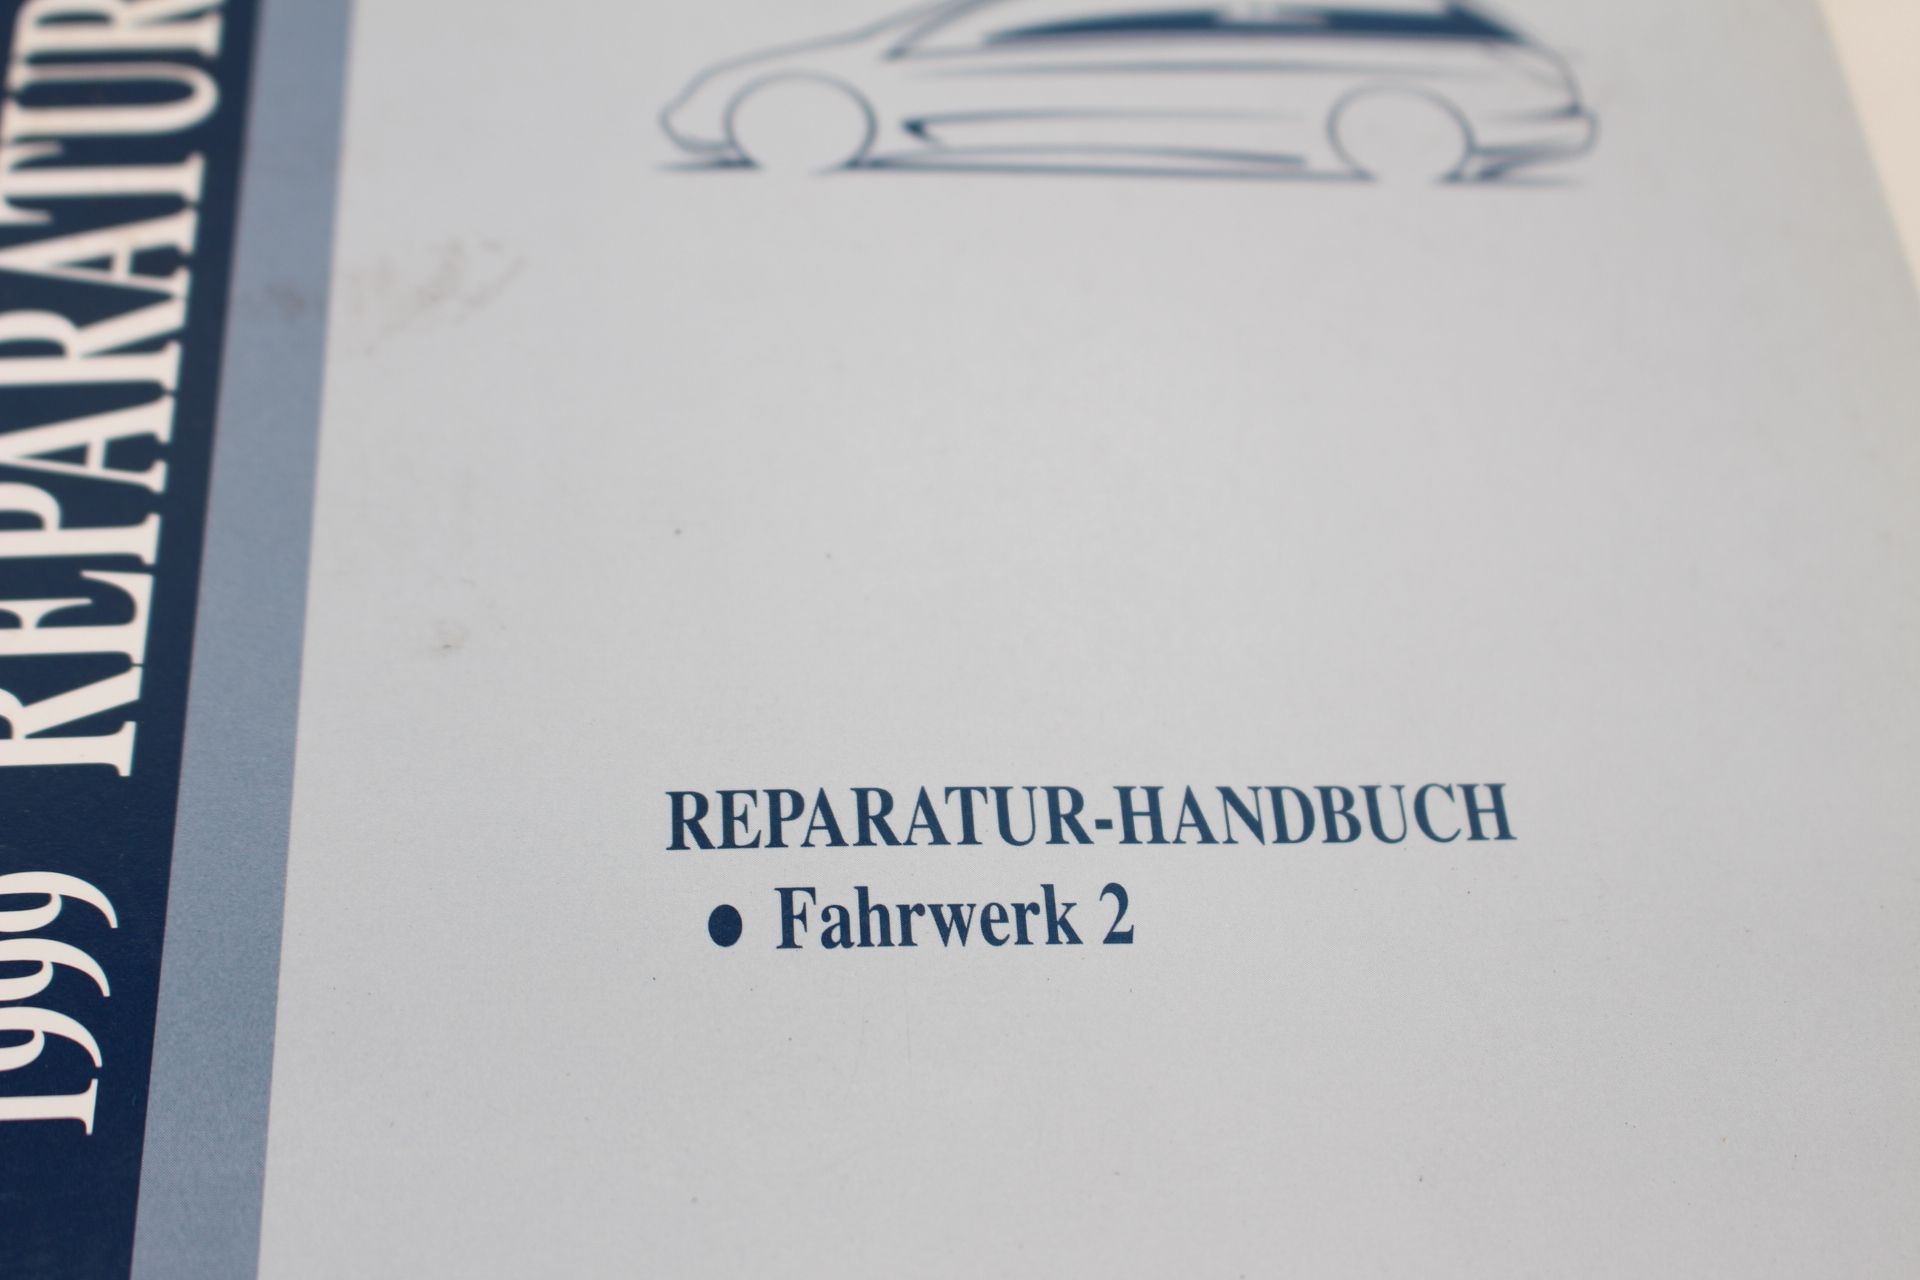 1999 REPARATUR
REPARATUR-HANDBUCH
• Fahrwerk 2